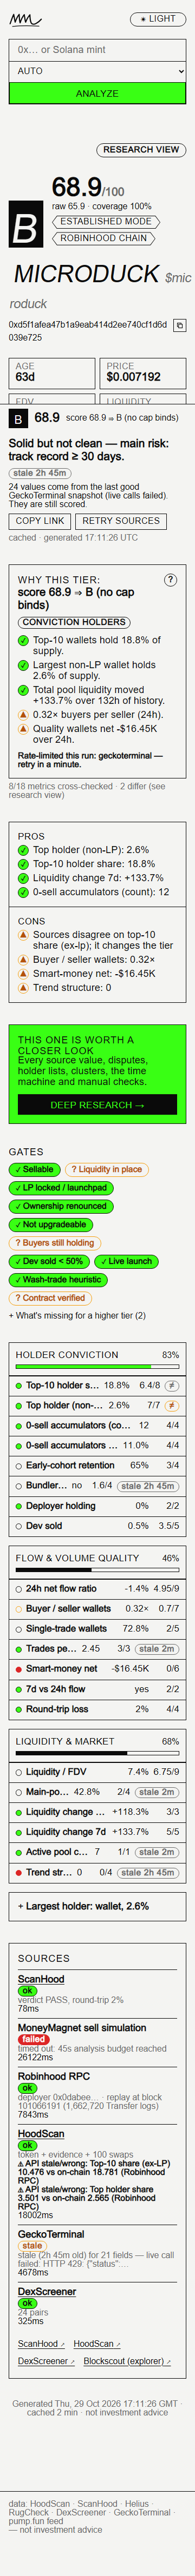 ☀ LIGHT
0x… or Solana mint
AUTO
ANALYZE
RESEARCH VIEW
B
68.9/100
raw 65.9 · coverage 100%
ESTABLISHED MODE
ROBINHOOD CHAIN
MICRODUCK $mic
roduck
0xd5f1afea47b1a9eab414d2ee740cf1d6d
039e725
AGE
63d
PRICE
$0.007192
FDV
LIQUIDITY
B 68.9 score 68.9 ⇒ B (no cap binds)
Solid but not clean — main risk:
track record ≥ 30 days.
stale 2h 45m
24 values come from the last good
GeckoTerminal snapshot (live calls failed).
They are still scored.
COPY LINK
RETRY SOURCES
cached · generated 17:11:26 UTC
WHY THIS TIER:
?
score 68.9 ⇒ B (no cap
binds)
CONVICTION HOLDERS
✓ Top-10 wallets hold 18.8% of
supply.
✓ Largest non-LP wallet holds
2.6% of supply.
✓ Total pool liquidity moved
+133.7% over 132h of history.
▲ 0.32× buyers per seller (24h).
▲ Quality wallets net -$16.45K
over 24h.
Rate-limited this run: geckoterminal —
retry in a minute.
8/18 metrics cross-checked · 2 differ (see
research view)
PROS
✓ Top holder (non-LP): 2.6%
✓ Top-10 holder share: 18.8%
✓ Liquidity change 7d: +133.7%
✓ 0-sell accumulators (count): 12
CONS
▲ Sources disagree on top-10
share (ex-lp); it changes the tier
▲ Buyer / seller wallets: 0.32×
▲ Smart-money net: -$16.45K
▲ Trend structure: 0
THIS ONE IS WORTH A
CLOSER LOOK
Every source value, disputes,
holder lists, clusters, the time
machine and manual checks.
DEEP RESEARCH →
GATES
✓ Sellable
? Liquidity in place
✓ LP locked / launchpad
✓ Ownership renounced
✓ Not upgradeable
? Buyers still holding
✓ Dev sold < 50%
✓ Live launch
✓ Wash-trade heuristic
? Contract verified
+ What's missing for a higher tier (2)
HOLDER CONVICTION 83%
Top-10 holder s… 18.8% 6.4/8 ≠
Top holder (non-… 2.6% 7/7 ≠
0-sell accumulators (co… 12 4/4
0-sell accumulators … 11.0% 4/4
Early-cohort retention 65% 3/4
Bundler… no 1.6/4 stale 2h 45m
Deployer holding 0% 2/2
Dev sold 0.5% 3.5/5
FLOW & VOLUME QUALITY 46%
24h net flow ratio -1.4% 4.95/9
Buyer / seller wallets 0.32× 0.7/7
Single-trade wallets 72.8% 2/5
Trades pe… 2.45 3/3 stale 2m
Smart-money net -$16.45K 0/6
7d vs 24h flow yes 2/2
Round-trip loss 2% 4/4
LIQUIDITY & MARKET 68%
Liquidity / FDV 7.4% 6.75/9
Main-po… 42.8% 2/4 stale 2m
Liquidity change … +118.3% 3/3
Liquidity change 7d +133.7% 5/5
Active pool c… 7 1/1 stale 2m
Trend str… 0 0/4 stale 2h 45m
+ Largest holder: wallet, 2.6%
SOURCES
ScanHood
ok
verdict PASS, round-trip 2%
78ms
MoneyMagnet sell simulation
failed
timed out: 45s analysis budget reached
26122ms
Robinhood RPC
ok
deployer 0x0dabee… · replay at block
101066191 (1,662,720 Transfer logs)
7843ms
HoodScan
ok
token + evidence + 100 swaps
⚠ API stale/wrong: Top-10 share (ex-LP)
10.476 vs on-chain 18.781 (Robinhood
RPC)
⚠ API stale/wrong: Top holder share
3.501 vs on-chain 2.565 (Robinhood
RPC)
18002ms
GeckoTerminal
stale
stale (2h 45m old) for 21 fields — live call
failed: HTTP 429: {"status":…
4678ms
DexScreener
ok
24 pairs
325ms
ScanHood ↗ HoodScan ↗
DexScreener ↗ Blockscout (explorer) ↗
Generated Thu, 29 Oct 2026 17:11:26 GMT ·
cached 2 min · not investment advice
data: HoodScan · ScanHood · Helius ·
RugCheck · DexScreener · GeckoTerminal ·
pump.fun feed
— not investment advice